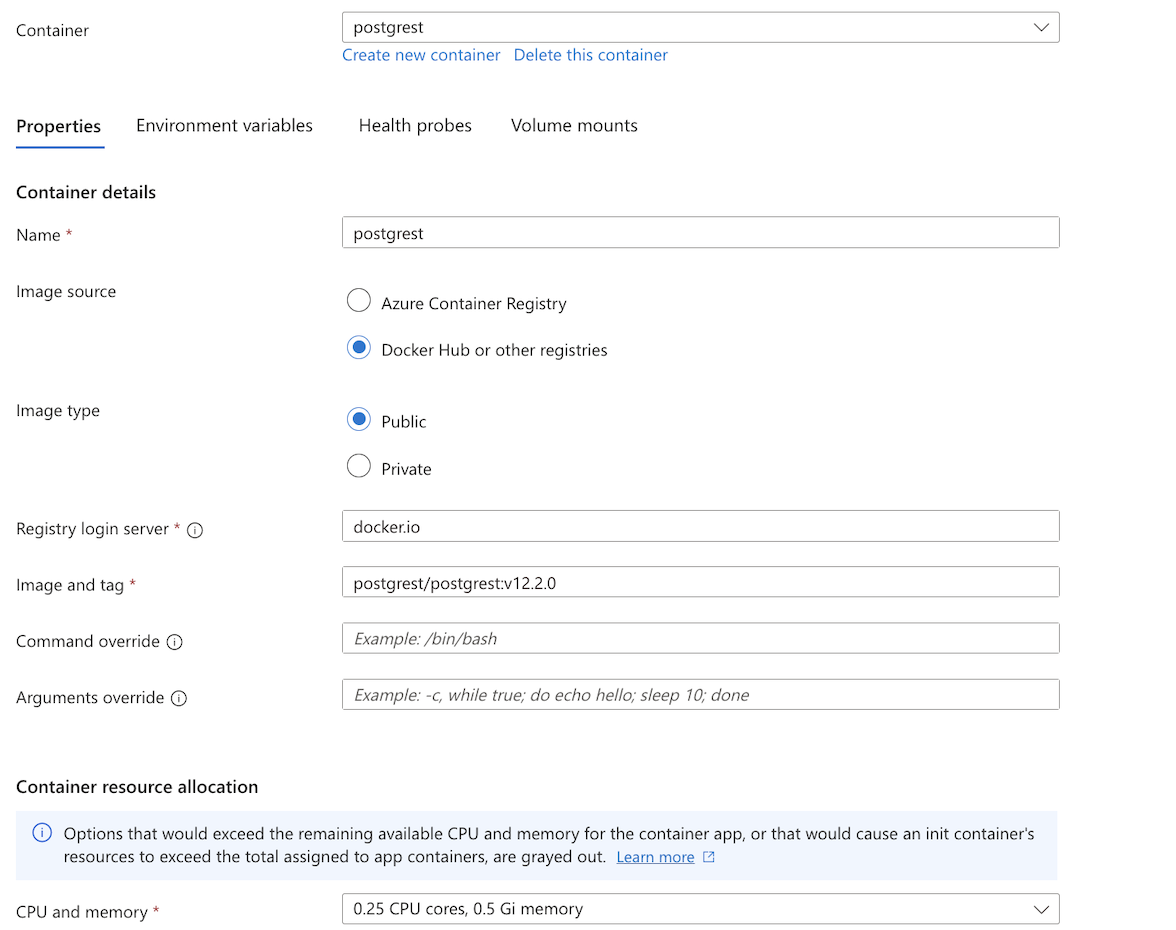 Container
postgrest
Create new container Delete this container
Properties Environment variables Health probes Volume mounts
Container details
Name *
postgrest
Image source
Azure Container Registry
Docker Hub or other registries
Image type
Public
Private
Registry login server *
docker.io
Image and tag *
postgrest/postgrest:v12.2.0
Command override
Example: /bin/bash
Arguments override
Example: -c, while true; do echo hello; sleep 10; done
Container resource allocation
Options that would exceed the remaining available CPU and memory for the container app, or that would cause an init container's
resources to exceed the total assigned to app containers, are grayed out. Learn more
CPU and memory *
0.25 CPU cores, 0.5 Gi memory